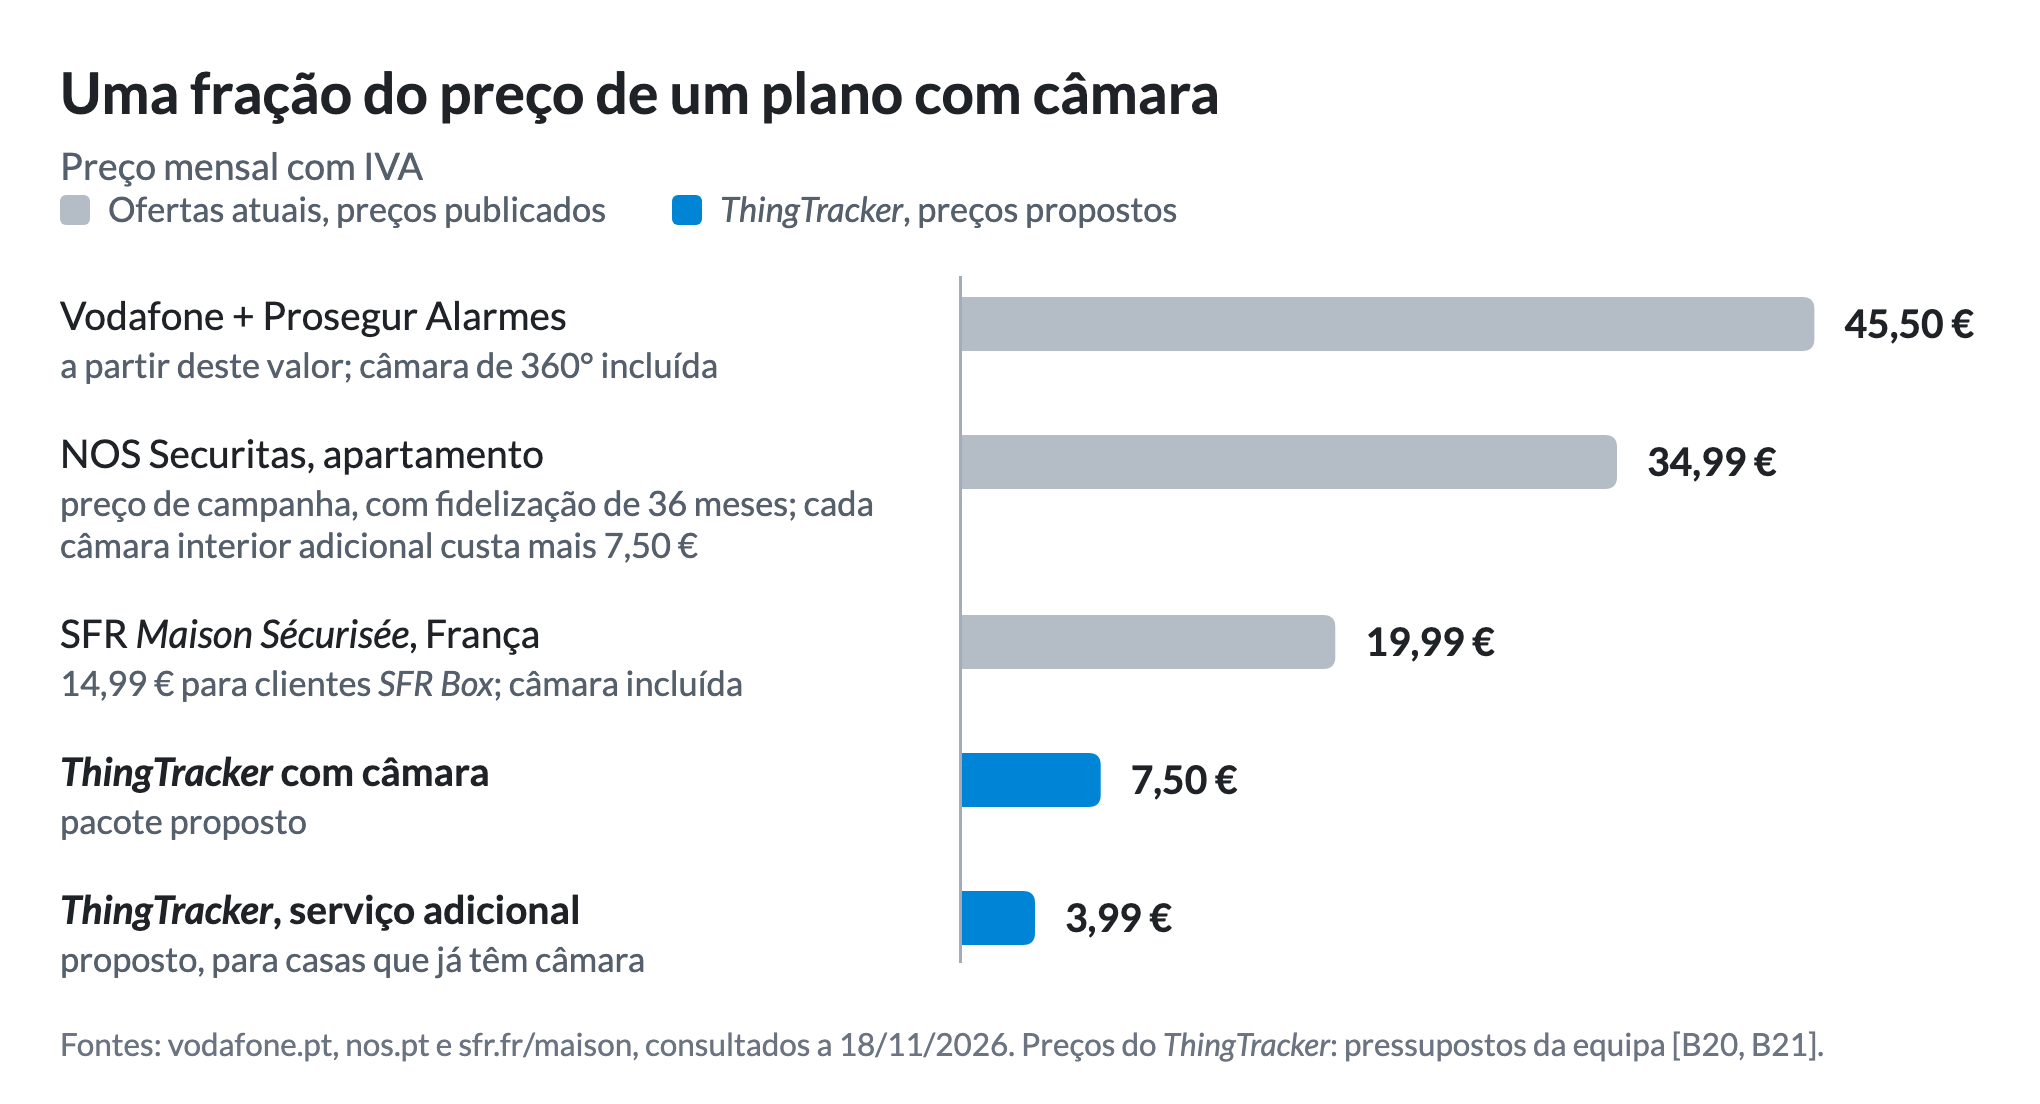 Uma fração do preço de um plano com câmara
Preço mensal com IVA
Ofertas atuais, preços publicados
ThingTracker, preços propostos
Vodafone + Prosegur Alarmes
a partir deste valor; câmara de 360° incluída
45,50 €
NOS Securitas, apartamento
preço de campanha, com fidelização de 36 meses; cada
câmara interior adicional custa mais 7,50 €
34,99 €
SFR Maison Sécurisée, França
14,99 € para clientes SFR Box; câmara incluída
19,99 €
ThingTracker com câmara
pacote proposto
7,50 €
ThingTracker, serviço adicional
proposto, para casas que já têm câmara
3,99 €
Fontes: vodafone.pt, nos.pt e sfr.fr/maison, consultados a 18/11/2026. Preços do ThingTracker: pressupostos da equipa [B20, B21].